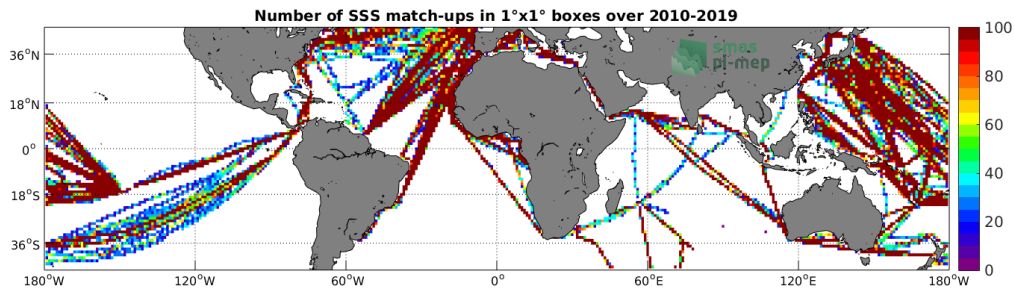 Number of SSS match-ups in 1°x1° boxes over 2010-2019
smos
pi-mep
36°N
18°N
0°
18°S
36°S
180°W
120°W
60°W
0°
60°E
120°E
180°W
100
80
60
40
20
0